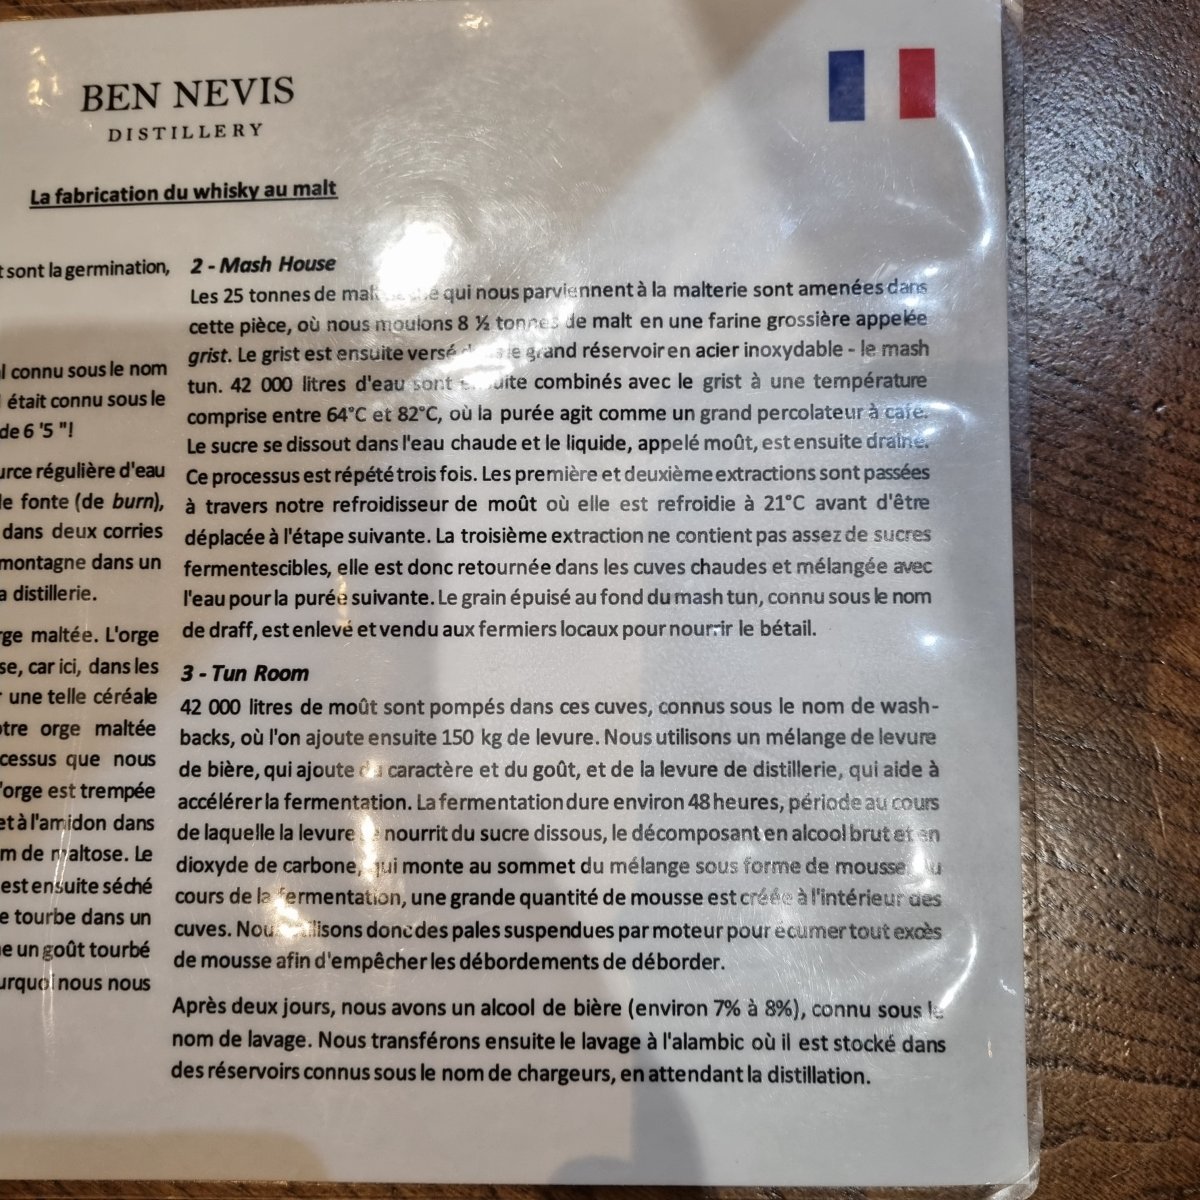 BEN NEVIS
DISTILLERY
La fabrication du whisky au malt
t sont la germination,
l connu sous le nom
était connu sous le
de 6 '5 "!
urce régulière d'eau
le fonte (de burn),
dans deux corries
montagne dans un
a distillerie.
rge maltée. L'orge
se, car ici, dans les
r une telle céréale
otre orge maltée
cessus que nous
'orge est trempée
et à l'amidon dans
m de maltose. Le
est ensuite séché
e tourbe dans un
ne un goût tourbé
urquoi nous nous
2 - Mash House
Les 25 tonnes de qui nous parviennent à la malterie sont amenées dans
cette pièce, où nous moulons 8 ½ tonnes de malt en une farine grossière appelée
grist. Le grist est ensuite versé le grand réservoir en acier inoxydable - le mash
tun. 42 000 litres d'eau sont ensuite combinés avec le grist à une température
comprise entre 64°C et 82°C, où la purée agit comme un grand percolateur à café.
Le sucre se dissout dans l'eau chaude et le liquide, appelé moût, est ensuite drainé.
Ce processus est répété trois fois. Les première et deuxième extractions sont passées
à travers notre refroidisseur de moût où elle est refroidie à 21°C avant d'être
déplacée à l'étape suivante. La troisième extraction ne contient pas assez de sucres
fermentescibles, elle est donc retournée dans les cuves chaudes et mélangée avec
l'eau pour la purée suivante. Le grain épuisé au fond du mash tun, connu sous le nom
de draff, est enlevé et vendu aux fermiers locaux pour nourrir le bétail.
3 - Tun Room
42 000 litres de moût sont pompés dans ces cuves, connus sous le nom de wash-
backs, où l'on ajoute ensuite 150 kg de levure. Nous utilisons un mélange de levure
de bière, qui ajoute du caractère et du goût, et de la levure de distillerie, qui aide à
accélérer la fermentation. La fermentation dure environ 48 heures, période au cours
de laquelle la levure se nourrit du sucre dissous, le décomposant en alcool brut et en
dioxyde de carbone, qui monte au sommet du mélange sous forme de mousse. Au
cours de la fermentation, une grande quantité de mousse est créée à l'intérieur des
cuves. Nous utilisons donc des pales suspendues par moteur pour écumer tout excès
de mousse afin d'empêcher les débordements de déborder.
Après deux jours, nous avons un alcool de bière (environ 7% à 8%), connu sous le
nom de lavage. Nous transférons ensuite le lavage à l'alambic où il est stocké dans
des réservoirs connus sous le nom de chargeurs, en attendant la distillation.